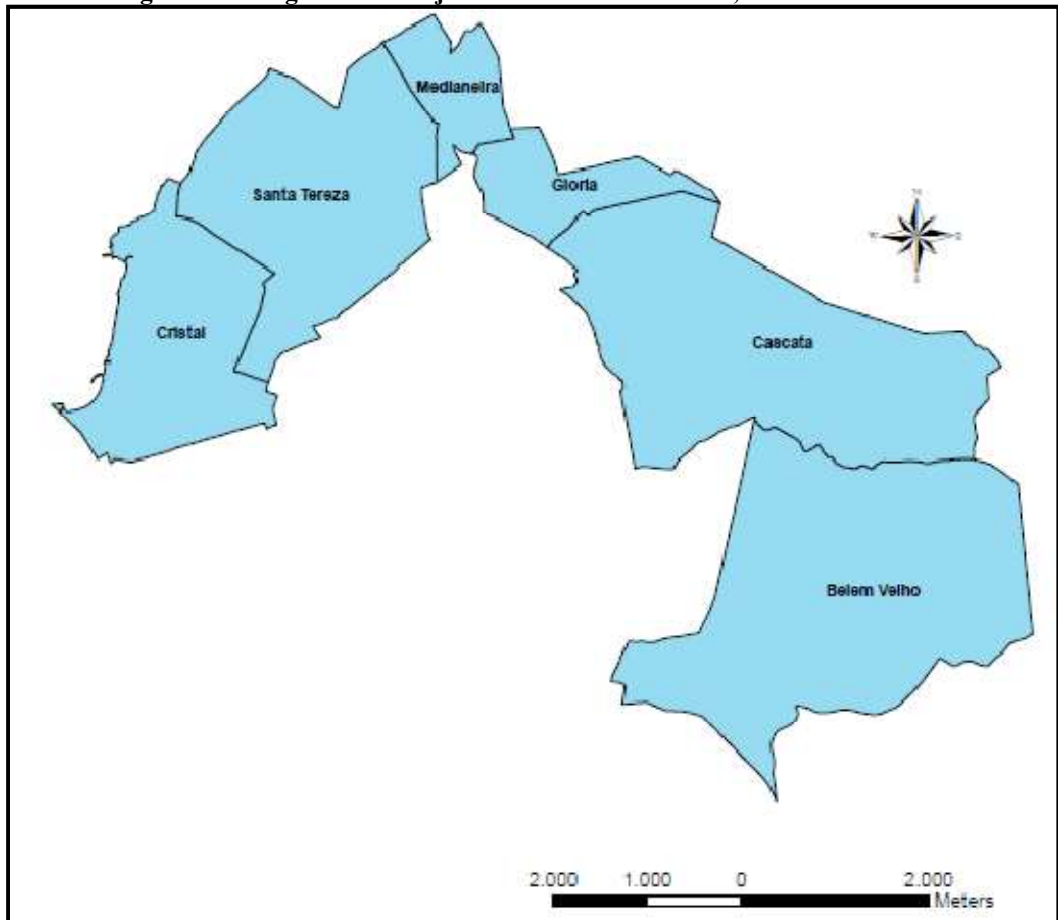 Medianeira
Gloria
Santa Tereza
Cristal
Cascata
Belem Velho
N
W
E
S
2.000 1.000 0 2.000
Meters